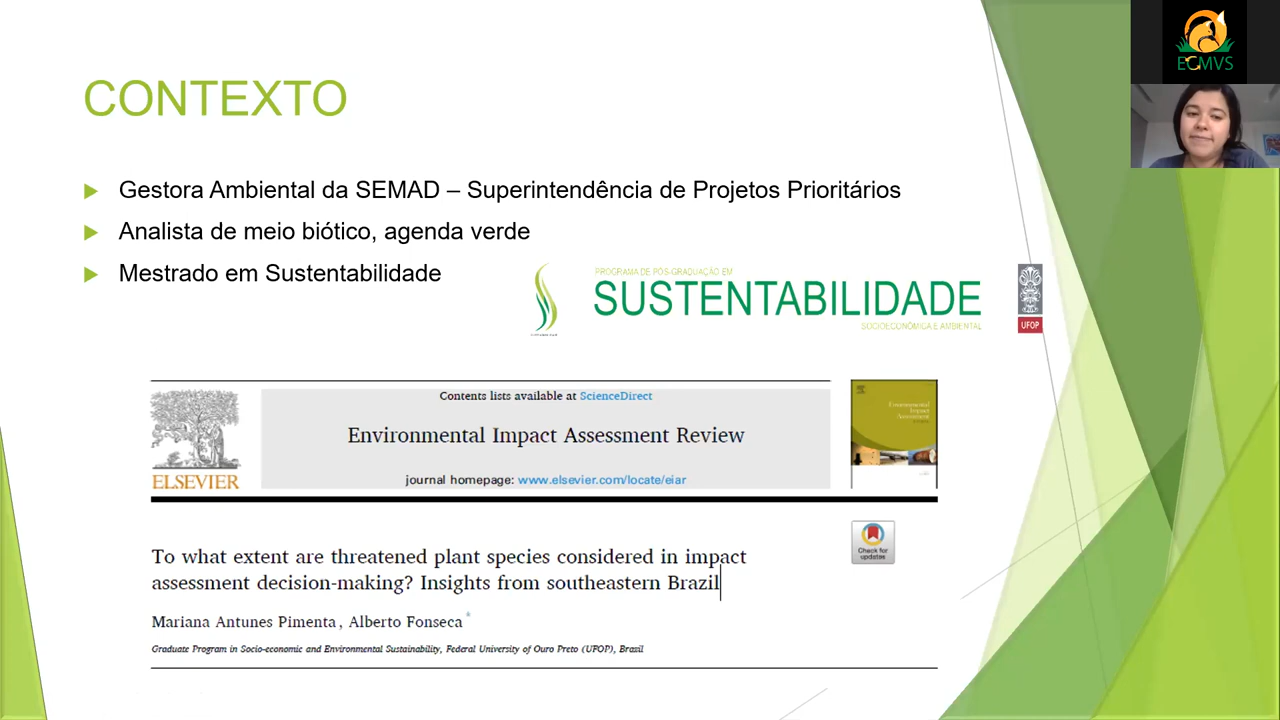 CONTEXTO
ECMVS
Gestora Ambiental da SEMAD – Superintendência de Projetos Prioritários
Analista de meio biótico, agenda verde
Mestrado em Sustentabilidade
PROGRAMA DE PÓS-GRADUAÇÃO EM
SUSTENTABILIDADE
SOCIOECONÔMICA E AMBIENTAL
UFOP
Contents lists available at ScienceDirect
Environmental Impact Assessment Review
journal homepage: www.elsevier.com/locate/eiar
ELSEVIER
Environmental
Impact
Assessment
Check for
updates
To what extent are threatened plant species considered in impact
assessment decision-making? Insights from southeastern Brazil
Mariana Antunes Pimenta, Alberto Fonseca *
Graduate Program in Socio-economic and Environmental Sustainability, Federal University of Ouro Preto (UFOP), Brasil